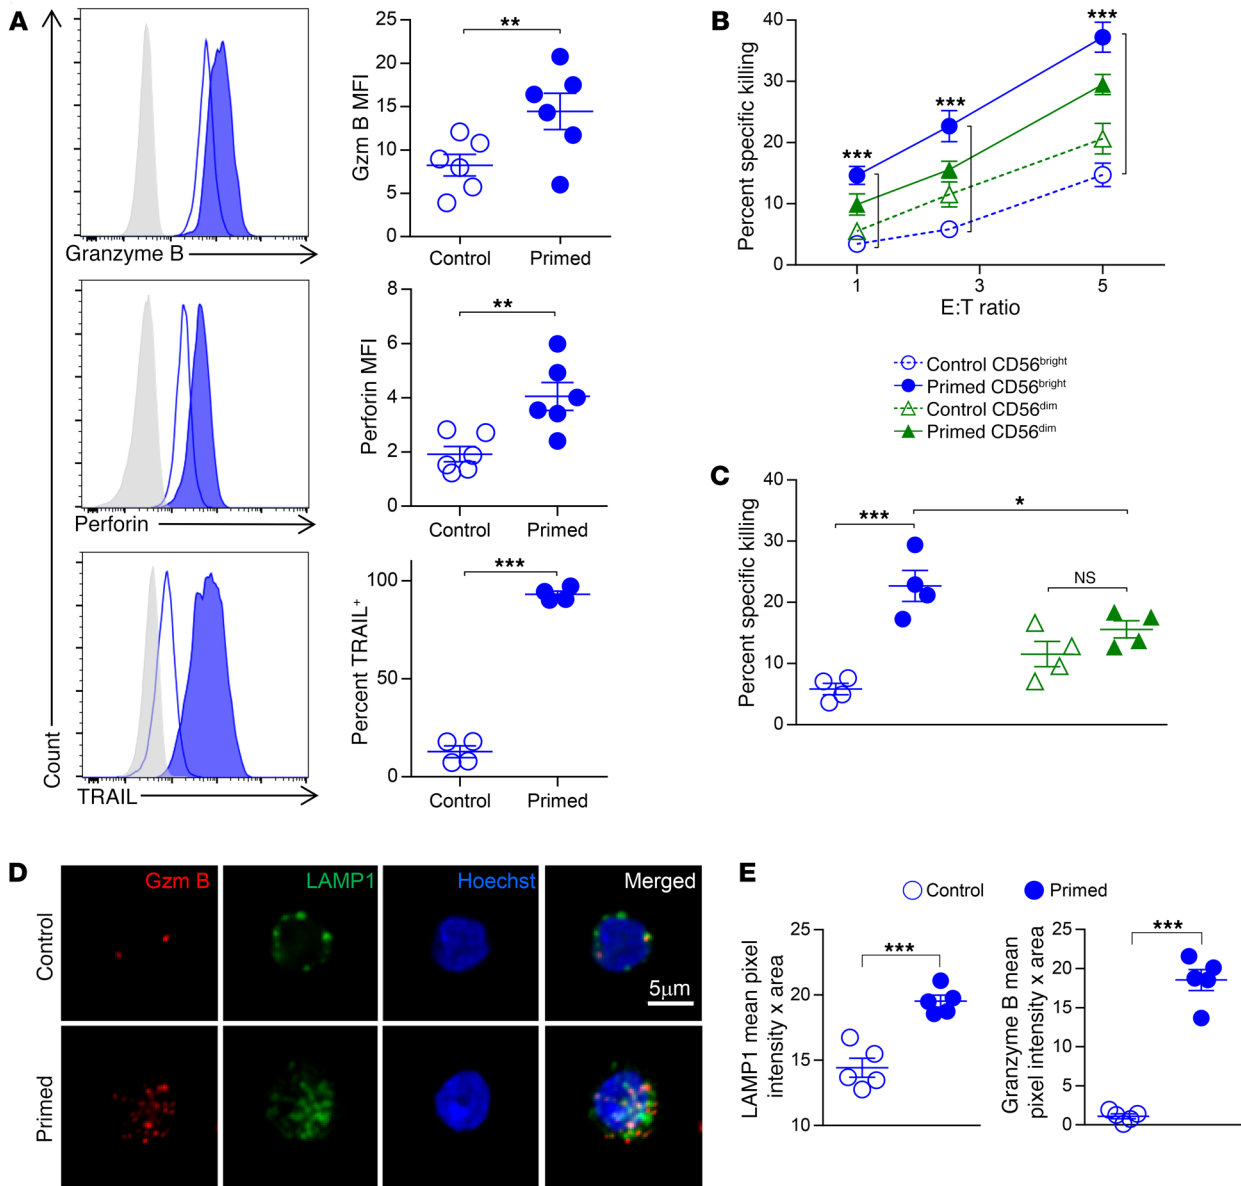 A
Count
Granzyme B
Gzm B MFI
25
20
15
10
5
0
**
Control
Primed
Perforin
Perforin MFI
8
6
4
2
0
**
Control
Primed
TRAIL
Percent TRAIL+
100
50
0
***
Control
Primed
B
Percent specific killing
40
30
20
10
0
***
***
***
1
3
5
E:T ratio
Control CD56bright
Primed CD56bright
Control CD56dim
Primed CD56dim
C
Percent specific killing
40
30
20
10
0
***
*
NS
D
Gzm B
LAMP1
Hoechst
Merged
Control
5μm
Primed
E
Control
Primed
LAMP1 mean pixel
intensity x area
25
20
15
10
***
Granzyme B mean
pixel intensity x area
25
20
15
10
5
0
***